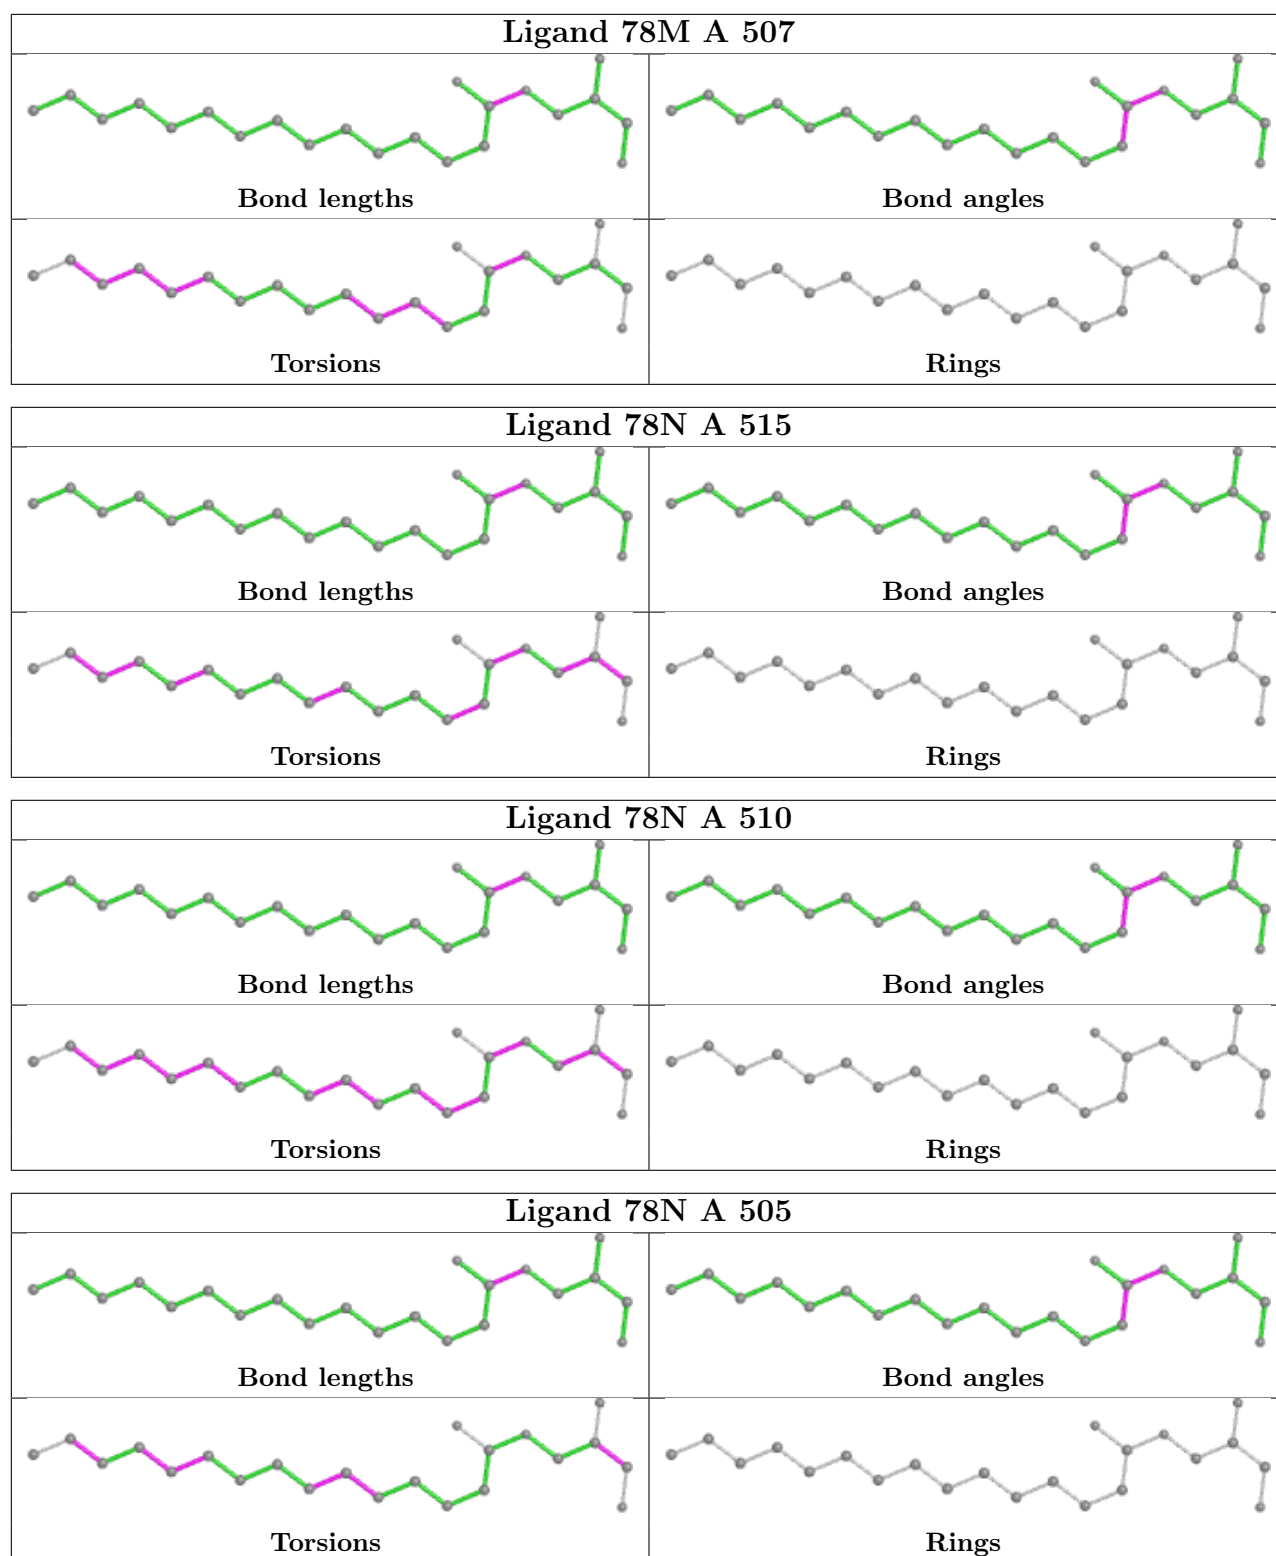 Ligand 78M A 507
Bond lengths
Bond angles
Torsions
Rings
Ligand 78N A 515
Bond lengths
Bond angles
Torsions
Rings
Ligand 78N A 510
Bond lengths
Bond angles
Torsions
Rings
Ligand 78N A 505
Bond lengths
Bond angles
Torsions
Rings